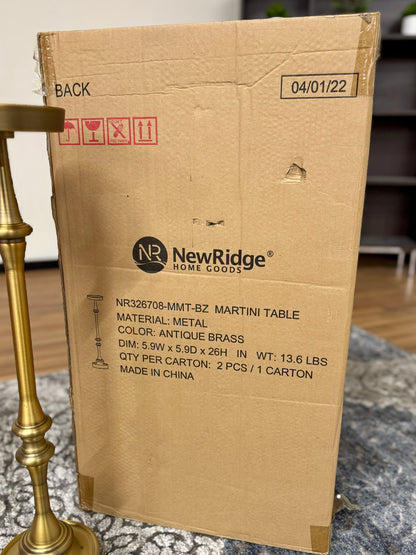 BACK
04/01/22
NR
NewRidge®
HOME GOODS
NR326708-MMT-BZ MARTINI TABLE
MATERIAL: METAL
COLOR: ANTIQUE BRASS
DIM: 5.9W x 5.9D x 26H IN WT: 13.6 LBS
QTY PER CARTON: 2 PCS / 1 CARTON
MADE IN CHINA